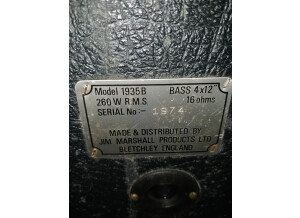 Model 1935B BASS 4x12"
260 W R.M.S 16 ohms
SERIAL No:- 1974
MADE & DISTRIBUTED BY:
JIM MARSHALL PRODUCTS LTD
BLETCHLEY ENGLAND